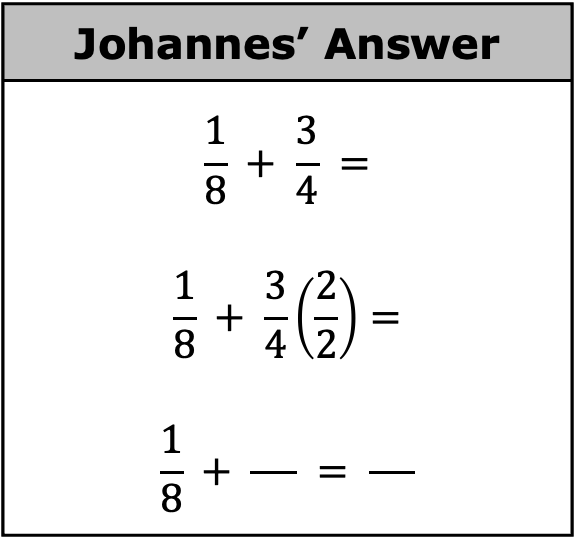 Johannes’ Answer
1/8 + 3/4 =
1/8 + 3/4 (2/2) =
1/8 + — = —